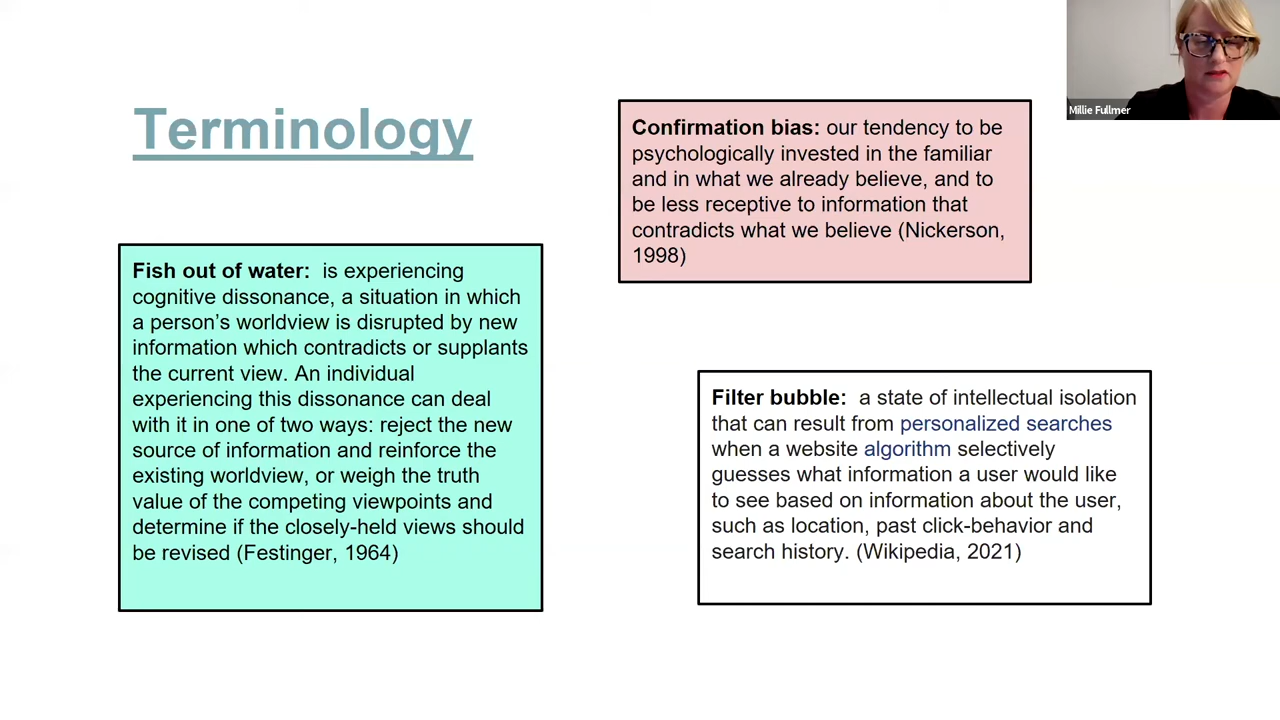 Terminology
Fish out of water:  is experiencing
cognitive dissonance, a situation in which
a person's worldview is disrupted by new
information which contradicts or supplants
the current view. An individual
experiencing this dissonance can deal
with it in one of two ways: reject the new
source of information and reinforce the
existing worldview, or weigh the truth
value of the competing viewpoints and
determine if the closely-held views should
be revised (Festinger, 1964)
Confirmation bias: our tendency to be
psychologically invested in the familiar
and in what we already believe, and to
be less receptive to information that
contradicts what we believe (Nickerson,
1998)
Filter bubble:  a state of intellectual isolation
that can result from personalized searches
when a website algorithm selectively
guesses what information a user would like
to see based on information about the user,
such as location, past click-behavior and
search history. (Wikipedia, 2021)
Millie Fullmer